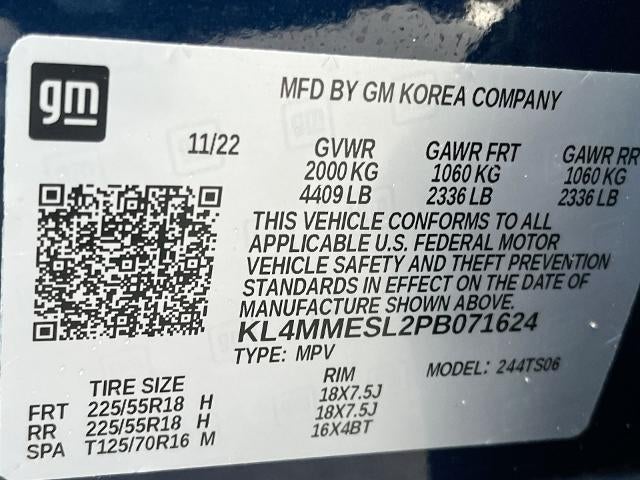 gm
MFD BY GM KOREA COMPANY
11/22 GVWR GAWR FRT GAWR RR
2000 KG 1060 KG 1060 KG
4409 LB 2336 LB 2336 LB
THIS VEHICLE CONFORMS TO ALL
APPLICABLE U.S. FEDERAL MOTOR
VEHICLE SAFETY AND THEFT PREVENTION
STANDARDS IN EFFECT ON THE DATE OF
MANUFACTURE SHOWN ABOVE.
KL4MMESL2PB071624
TYPE: MPV MODEL: 244TS06
TIRE SIZE RIM
FRT 225/55R18 H 18X7.5J
RR 225/55R18 H 18X7.5J
SPA T125/70R16 M 16X4BT